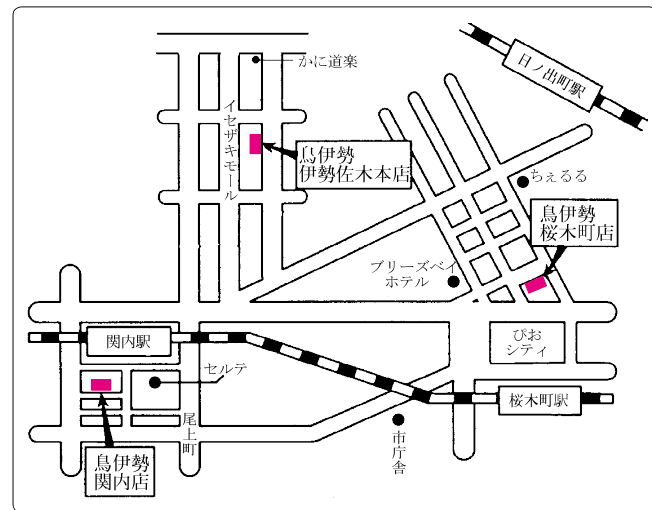 かに道楽
日ノ出町駅
イセザキモール
鳥伊勢
伊勢佐木本店
ちぇるる
鳥伊勢
桜木町店
ブリーズベイ
ホテル
ぴお
シティ
関内駅
セルテ
桜木町駅
尾上町
市庁舎
鳥伊勢
関内店